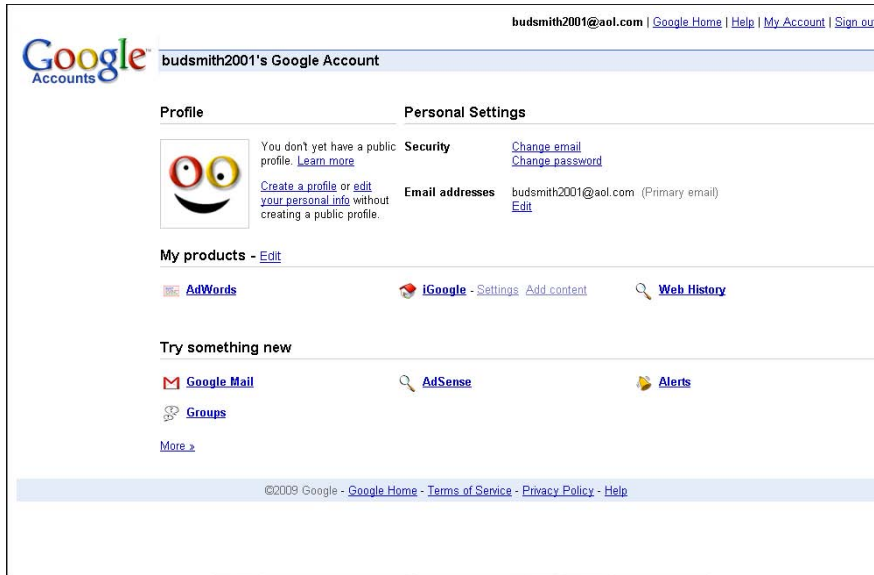 budsmith2001@aol.com | Google Home | Help | My Account | Sign ou
Google™
Accounts
budsmith2001's Google Account
Profile
Personal Settings
You don't yet have a public
profile. Learn more
Create a profile or edit
your personal info without
creating a public profile.
Security
Change email
Change password
Email addresses
budsmith2001@aol.com (Primary email)
Edit
My products - Edit
AdWords
iGoogle - Settings Add content
Web History
Try something new
Google Mail
AdSense
Alerts
Groups
More »
©2009 Google - Google Home - Terms of Service - Privacy Policy - Help